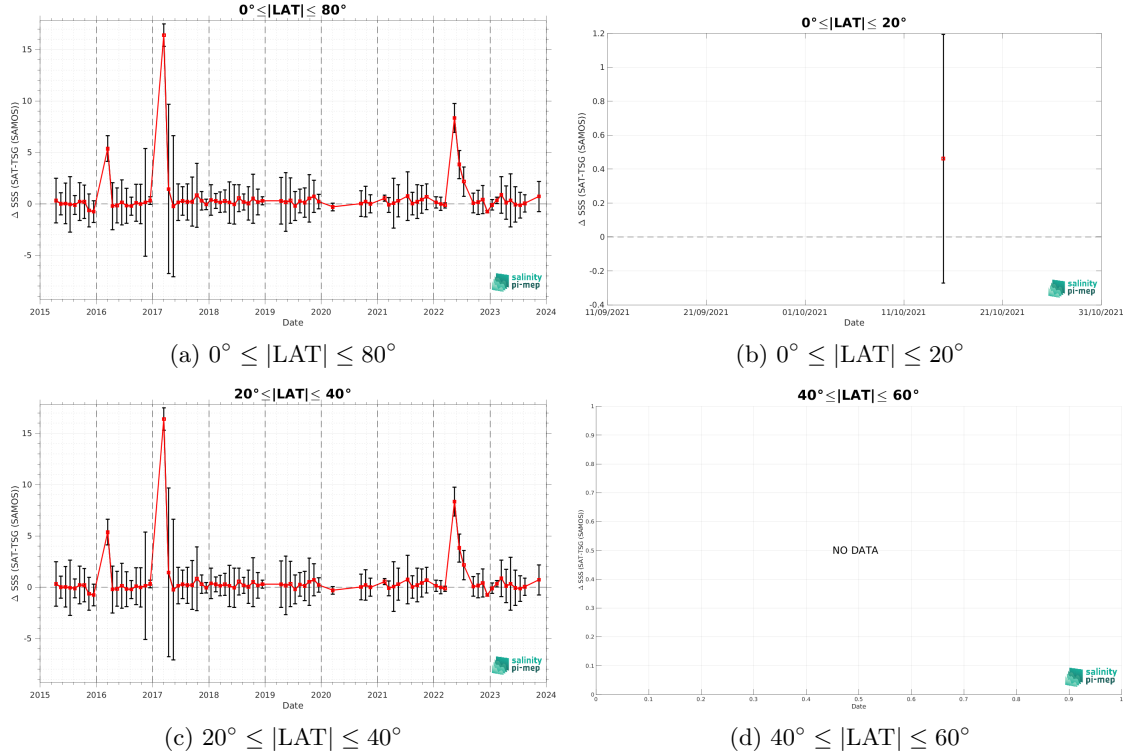 0°≤|LAT|≤ 80°
Δ SSS (SAT-TSG (SAMOS))
15
10
5
0
-5
2015 2016 2017 2018 2019 2020 2021 2022 2023 2024
Date
salinity
pi-mep
(a) 0° ≤ |LAT| ≤ 80°
0°≤|LAT|≤ 20°
Δ SSS (SAT-TSG (SAMOS))
1.2
1
0.8
0.6
0.4
0.2
0
-0.2
-0.4
11/09/2021 21/09/2021 01/10/2021 11/10/2021 21/10/2021 31/10/2021
Date
salinity
pi-mep
(b) 0° ≤ |LAT| ≤ 20°
20°≤|LAT|≤ 40°
Δ SSS (SAT-TSG (SAMOS))
15
10
5
0
-5
2015 2016 2017 2018 2019 2020 2021 2022 2023 2024
Date
salinity
pi-mep
(c) 20° ≤ |LAT| ≤ 40°
40°≤|LAT|≤ 60°
Δ SSS (SAT-TSG (SAMOS))
1
0.9
0.8
0.7
0.6
0.5
0.4
0.3
0.2
0.1
0
NO DATA
0 0.1 0.2 0.3 0.4 0.5 0.6 0.7 0.8 0.9 1
Date
salinity
pi-mep
(d) 40° ≤ |LAT| ≤ 60°